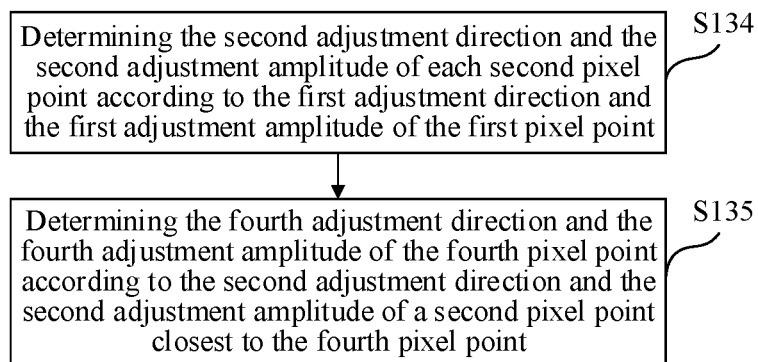 Determining the second adjustment direction and the
second adjustment amplitude of each second pixel
point according to the first adjustment direction and
the first adjustment amplitude of the first pixel point
S134
Determining the fourth adjustment direction and the
fourth adjustment amplitude of the fourth pixel point
according to the second adjustment direction and the
second adjustment amplitude of a second pixel point
closest to the fourth pixel point
S135